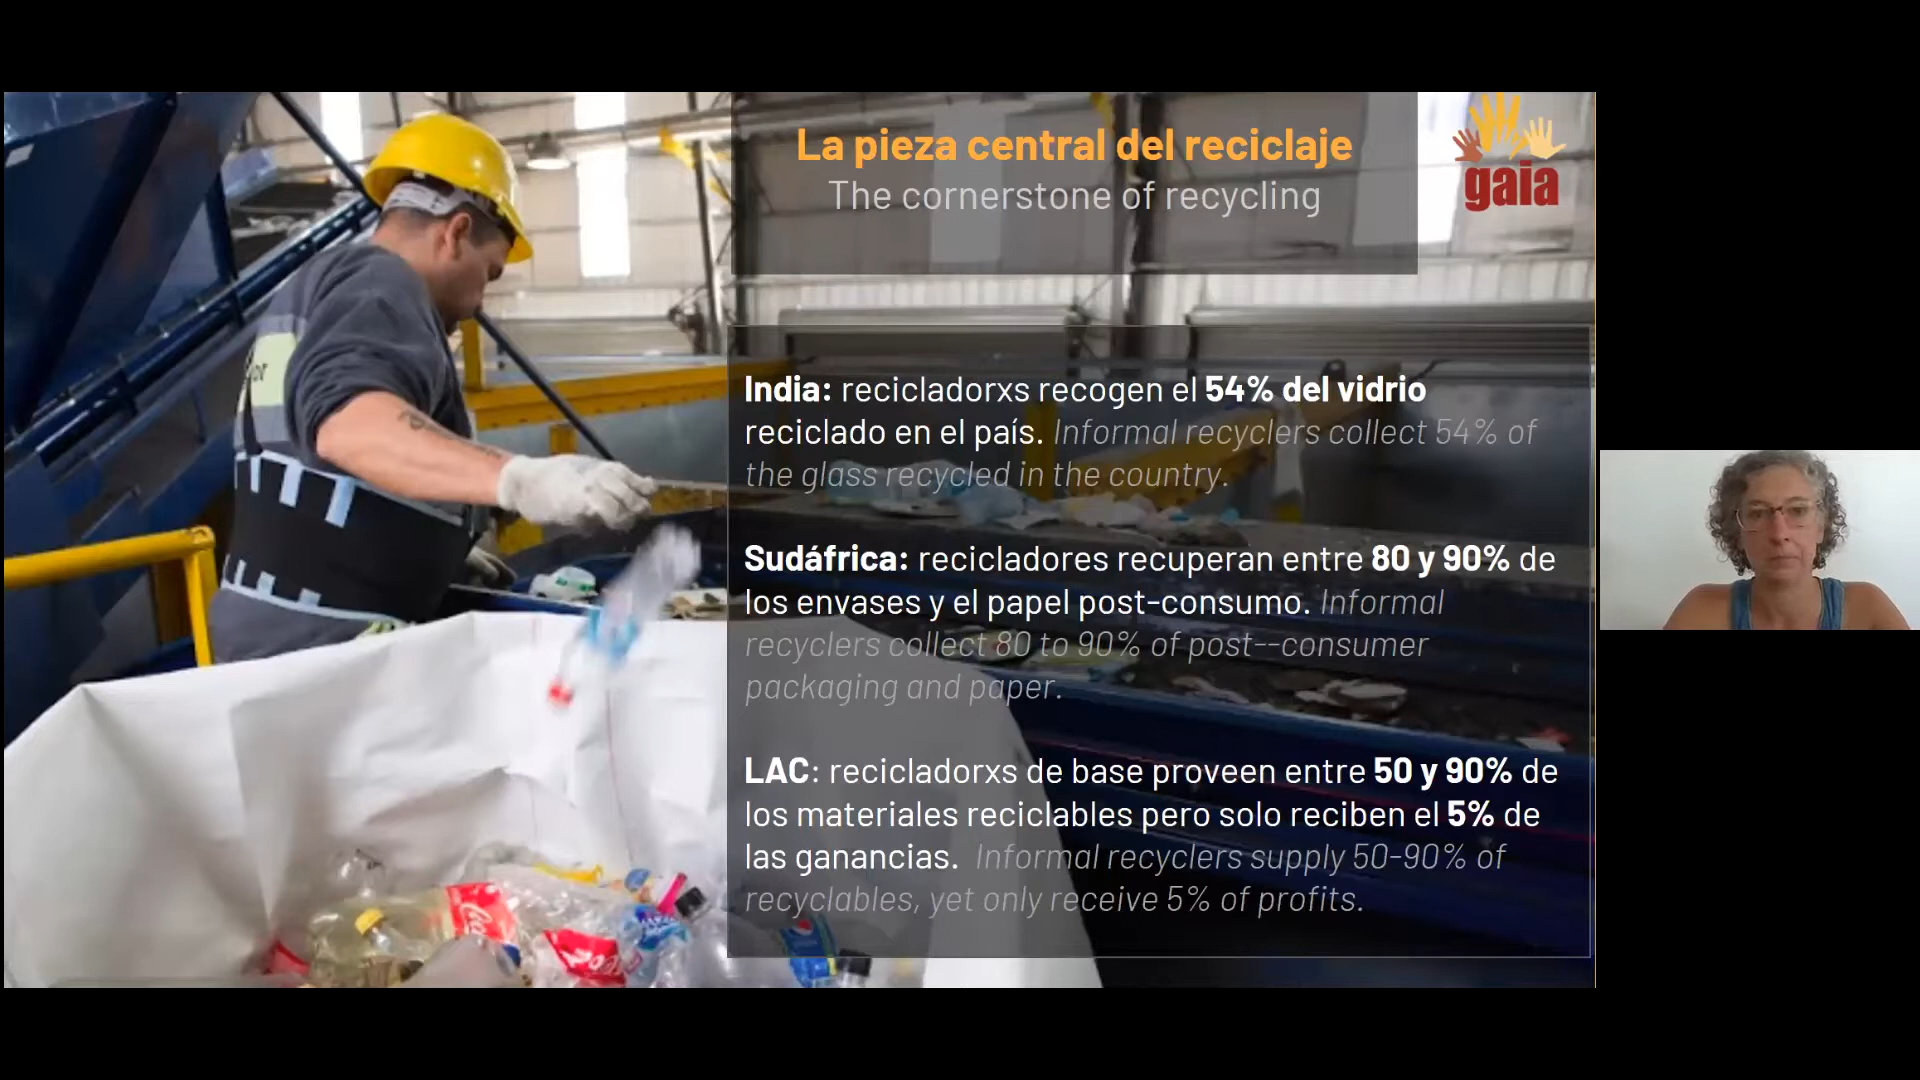 La pieza central del reciclaje
The cornerstone of recycling
gaia
India: recicladorxs recogen el 54% del vidrio
reciclado en el país. Informal recyclers collect 54% of
the glass recycled in the country.
Sudáfrica: recicladores recuperan entre 80 y 90% de
los envases y el papel post-consumo. Informal
recyclers collect 80 to 90% of post--consumer
packaging and paper.
LAC: recicladorxs de base proveen entre 50 y 90% de
los materiales reciclables pero solo reciben el 5% de
las ganancias. Informal recyclers supply 50-90% of
recyclables, yet only receive 5% of profits.